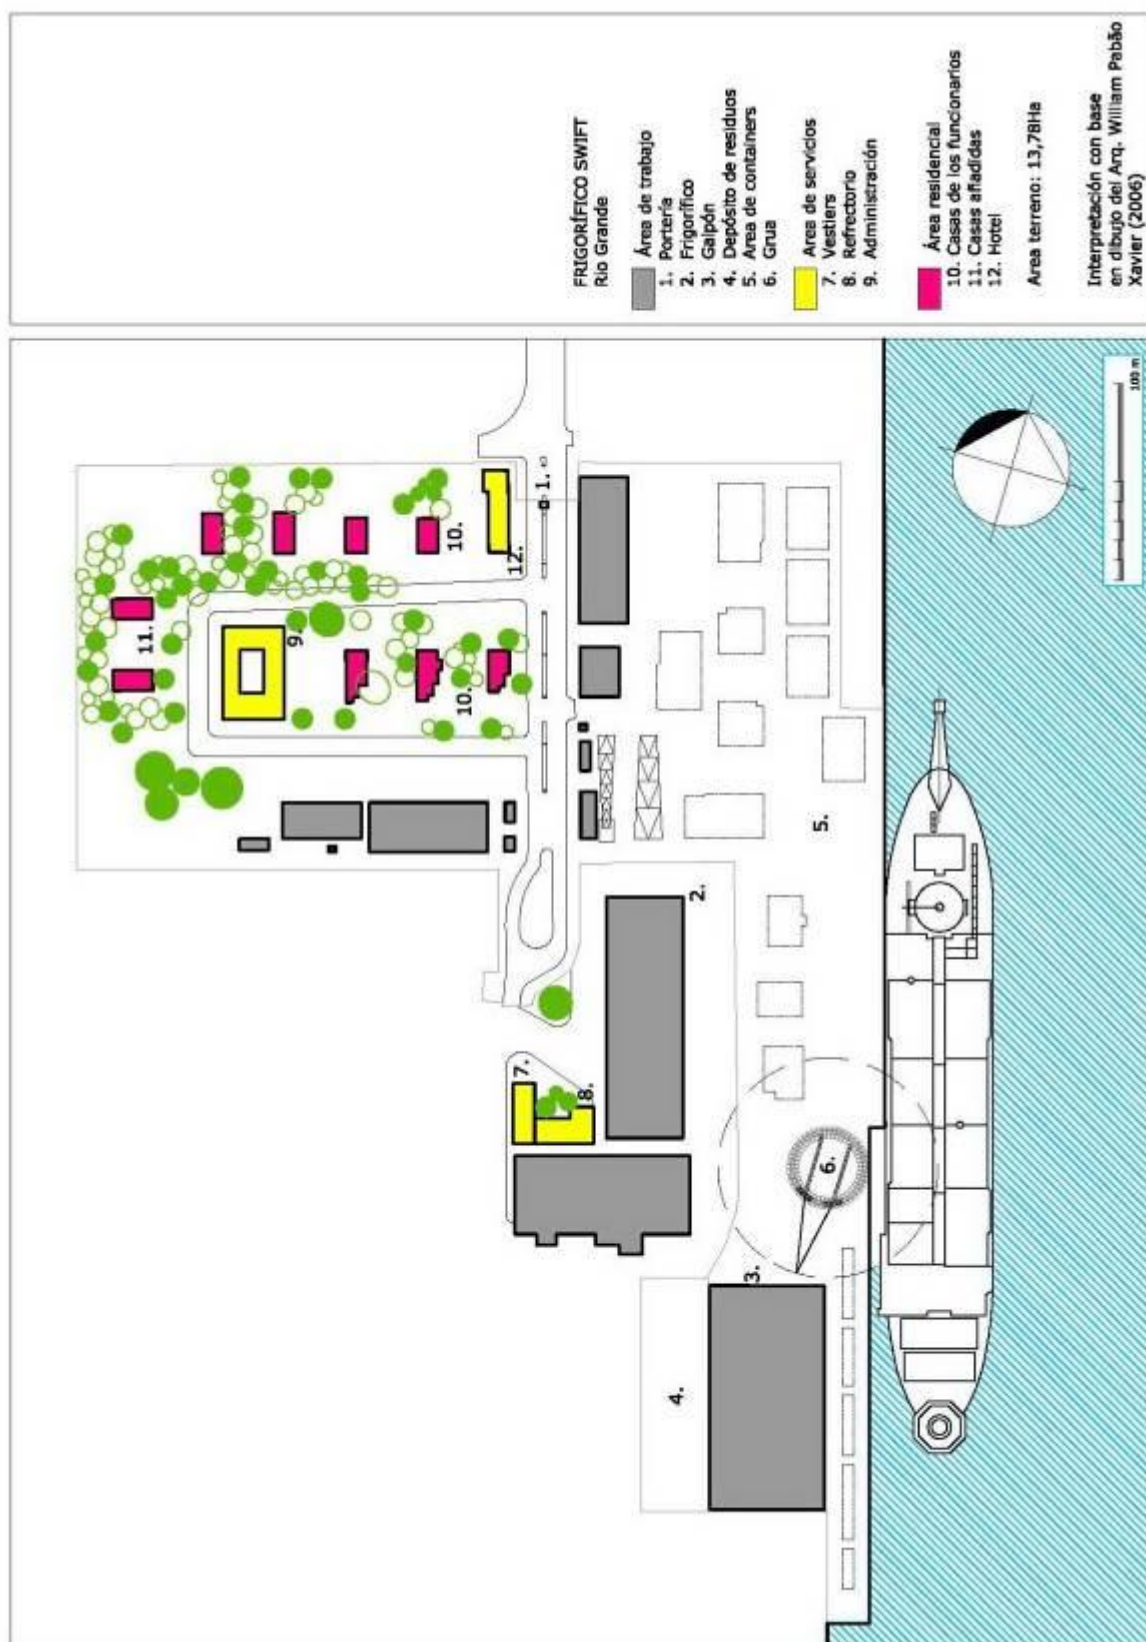 FRIGORÍFICO SWIFT
Rio Grande
Área de trabajo
1. Portería
2. Frigorífico
3. Galpón
4. Depósito de residuos
5. Area de containers
6. Grua
Area de servicios
7. Vestiers
8. Refrectorio
9. Administración
Área residencial
10. Casas de los funcionarios
11. Casas añadidas
12. Hotel
Area terreno: 13,78Ha
Interpretación con base
en dibujo del Arq. William Pabão
Xavier (2006)
11.
9.
10.
10.
12.
1.
7.
8.
2.
5.
6.
3.
4.
100 m